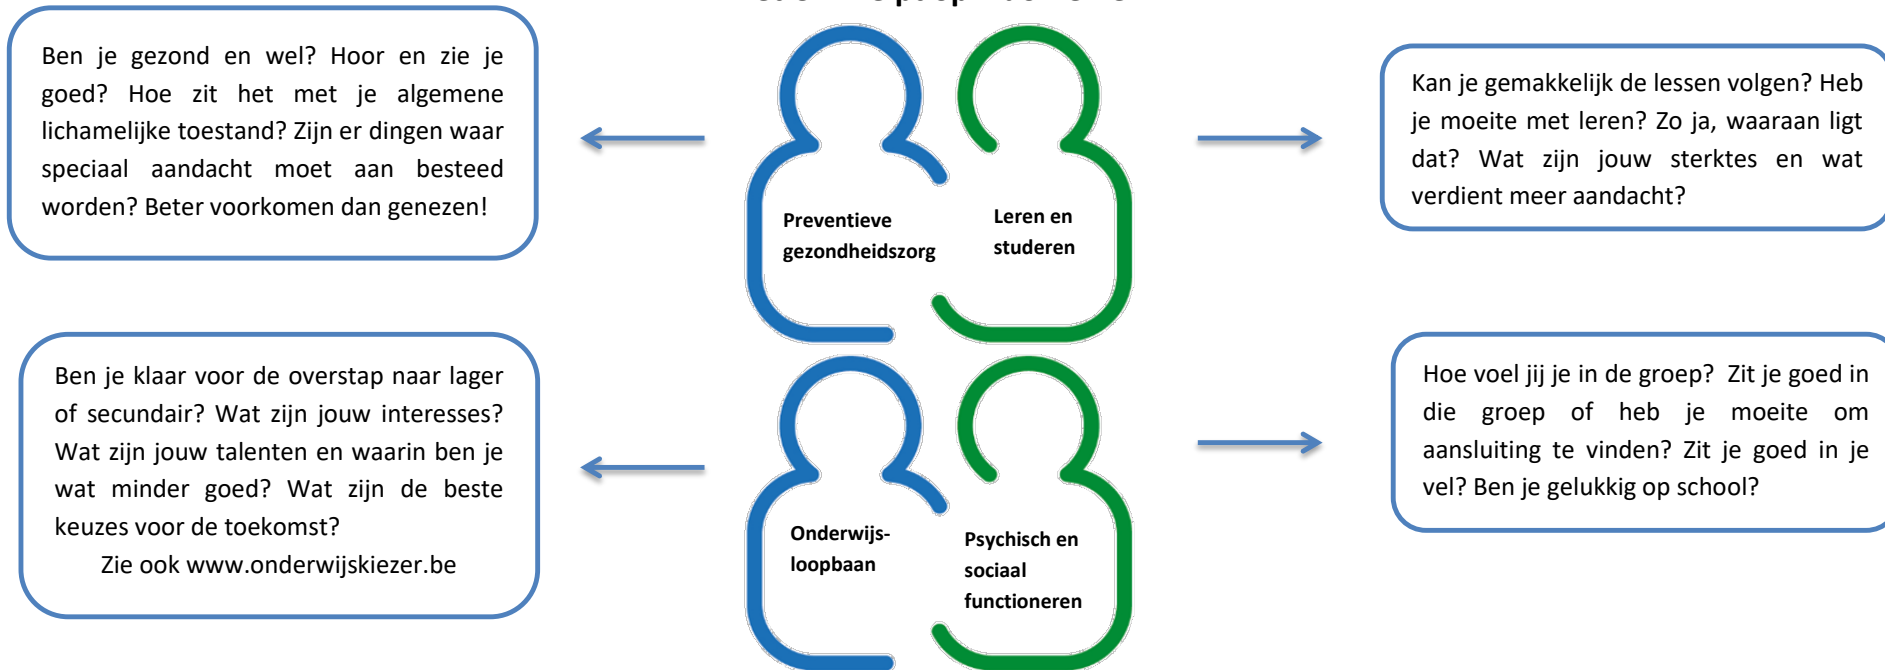 Ben je gezond en wel? Hoor en zie je
goed? Hoe zit het met je algemene
lichamelijke toestand? Zijn er dingen waar
speciaal aandacht moet aan besteed
worden? Beter voorkomen dan genezen!
Preventieve
gezondheidszorg
Leren en
studeren
Kan je gemakkelijk de lessen volgen? Heb
je moeite met leren? Zo ja, waaraan ligt
dat? Wat zijn jouw sterktes en wat
verdient meer aandacht?
Ben je klaar voor de overstap naar lager
of secundair? Wat zijn jouw interesses?
Wat zijn jouw talenten en waarin ben je
wat minder goed? Wat zijn de beste
keuzes voor de toekomst?
Zie ook www.onderwijskiezer.be
Onderwijs-
loopbaan
Psychisch en
sociaal
functioneren
Hoe voel jij je in de groep? Zit je goed in
die groep of heb je moeite om
aansluiting te vinden? Zit je goed in je
vel? Ben je gelukkig op school?